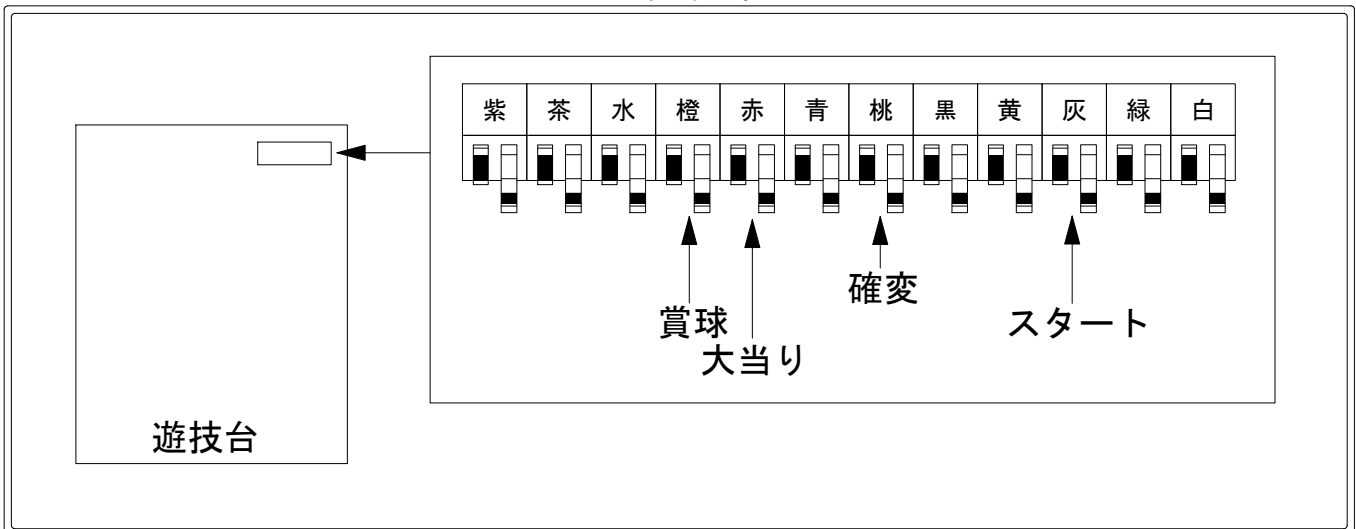 紫 茶 水 橙 赤 青 桃 黒 黄 灰 緑 白
確変
賞球
スタート
大当り
遊技台